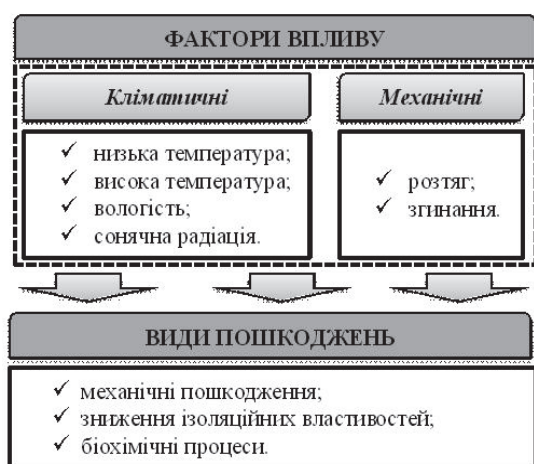 ФАКТОРИ ВПЛИВУ
Кліматичні
✓ низька температура;
✓ висока температура;
✓ вологість;
✓ сонячна радіація.
Механічні
✓ розтяг;
✓ згинання.
ВИДИ ПОШКОДЖЕНЬ
✓ механічні пошкодження;
✓ зниження ізоляційних властивостей;
✓ біохімічні процеси.